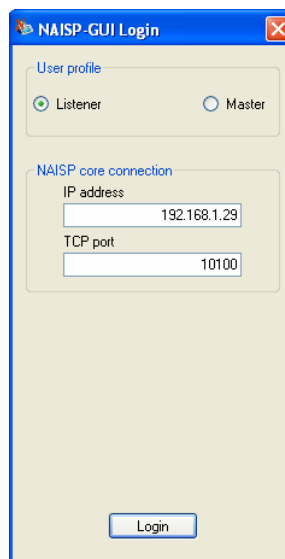 NAISP-GUI Login
User profile
Listener Master
NAISP core connection
IP address
192.168.1.29
TCP port
10100
Login